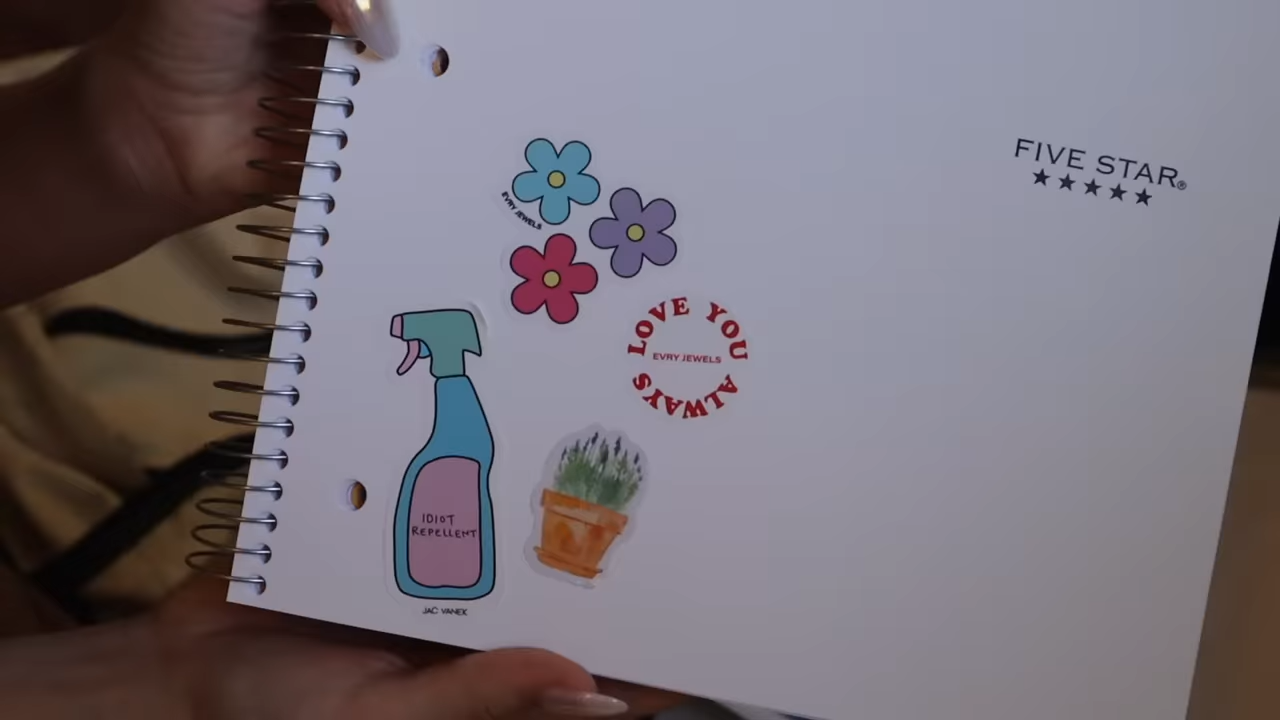 FIVE STAR®
★★★★★
EVRY JEWELS
LOVE YOU
EVRY JEWELS
ALWAYS
IDIOT
REPELLENT
JAC VANEK